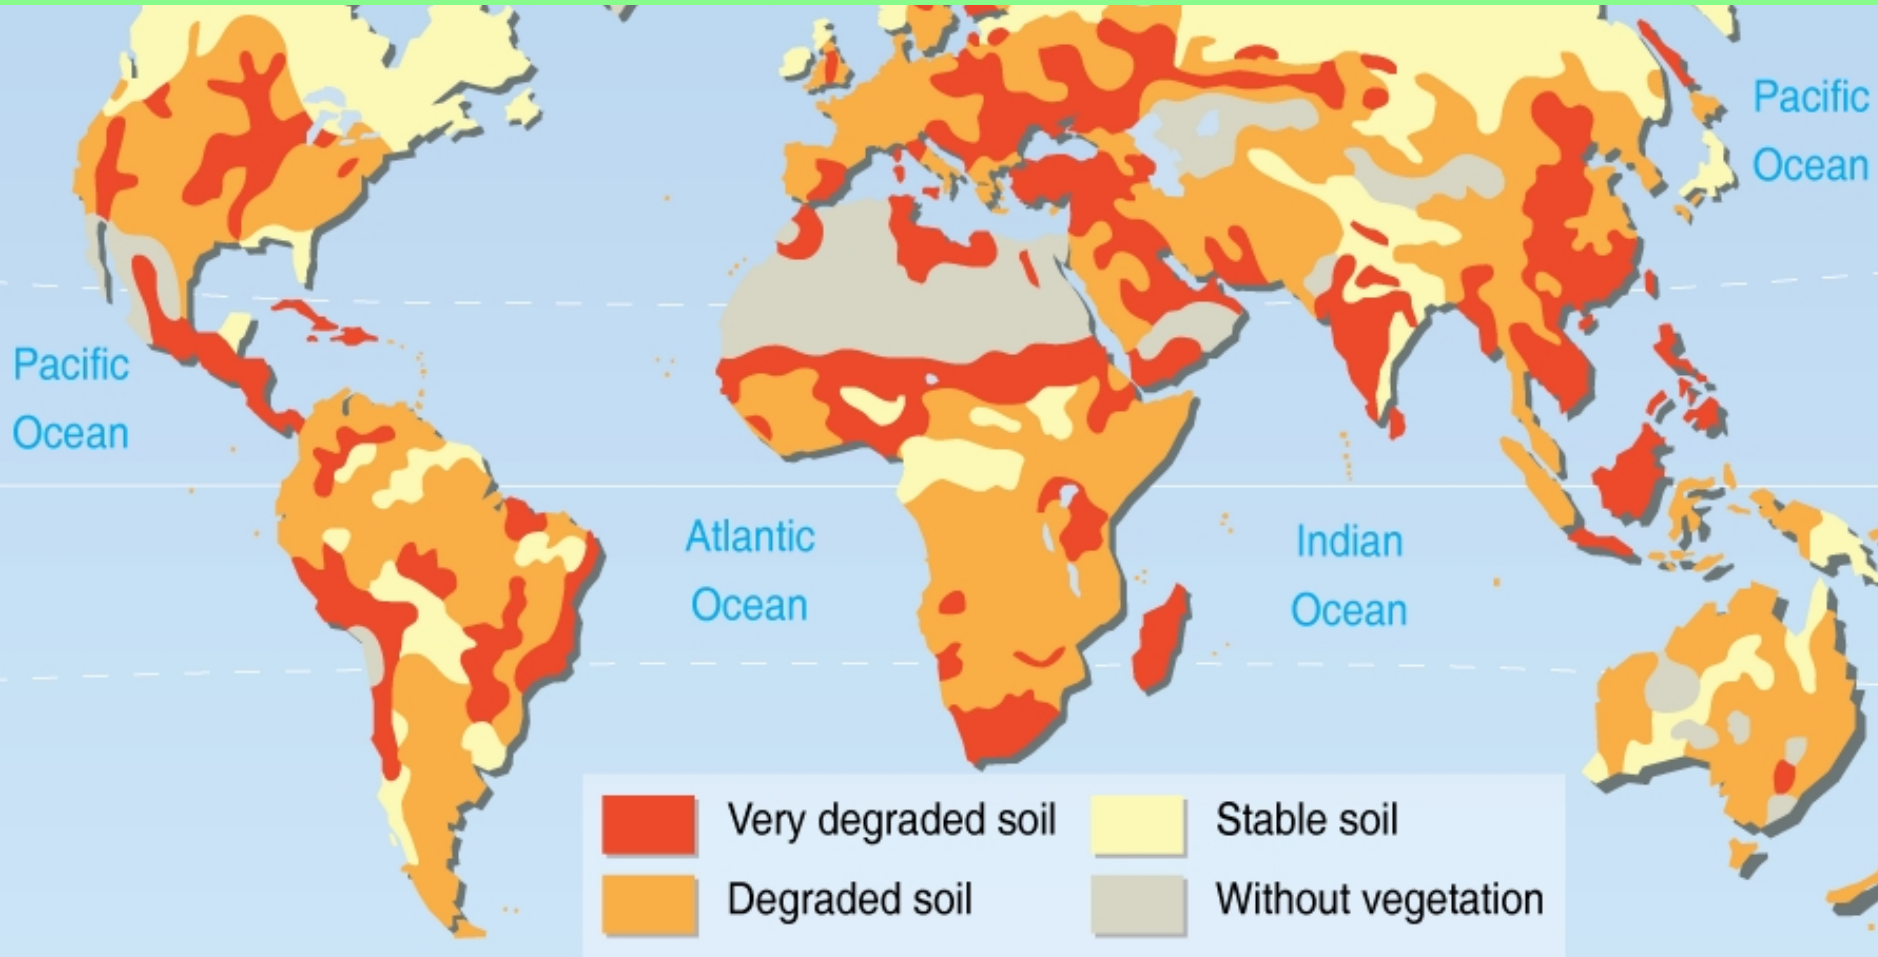 Pacific
Ocean
Pacific
Ocean
Atlantic
Ocean
Indian
Ocean
Very degraded soil
Stable soil
Degraded soil
Without vegetation